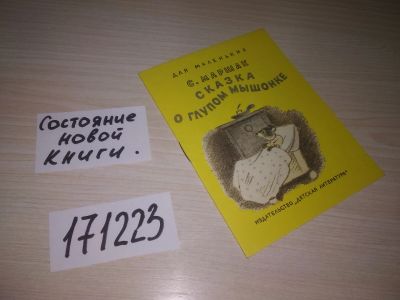 Состояние
новой
книги.
171223
ДЛЯ МАЛЕНЬКИХ
С. МАРШАК
СКАЗКА
О ГЛУПОМ МЫШОНКЕ
ИЗДАТЕЛЬСТВО „ДЕТСКАЯ ЛИТЕРАТУРА"